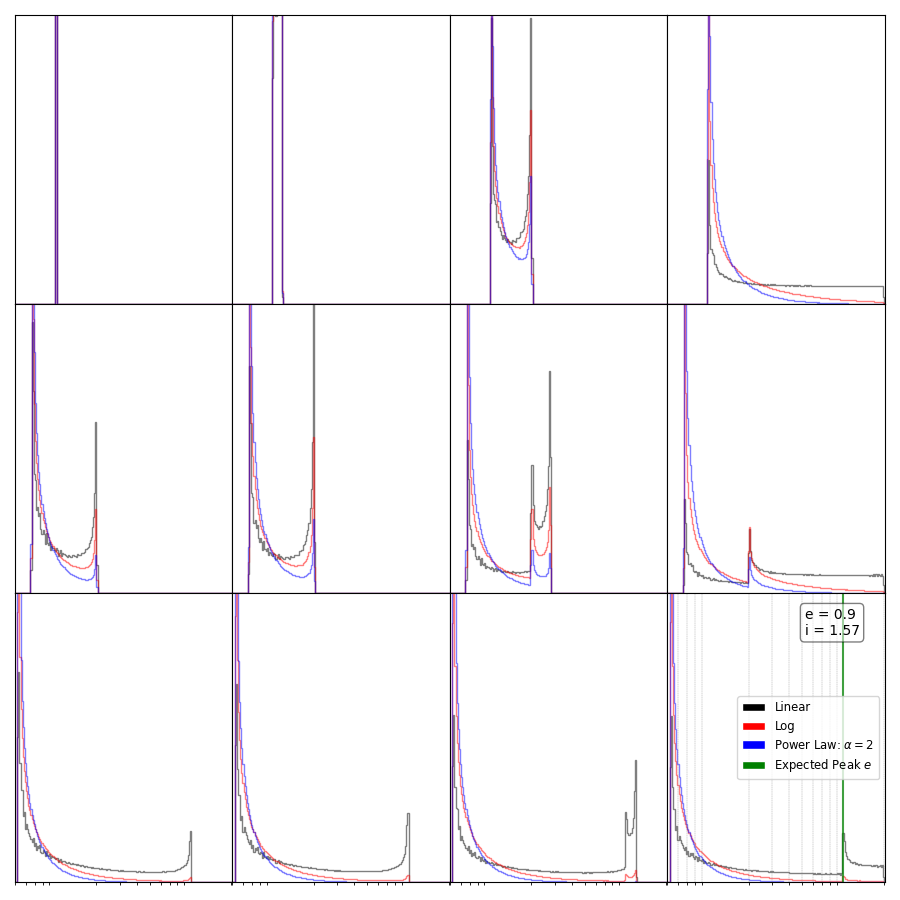 e = 0.9
i = 1.57
Linear
Log
Power Law: α = 2
Expected Peak e